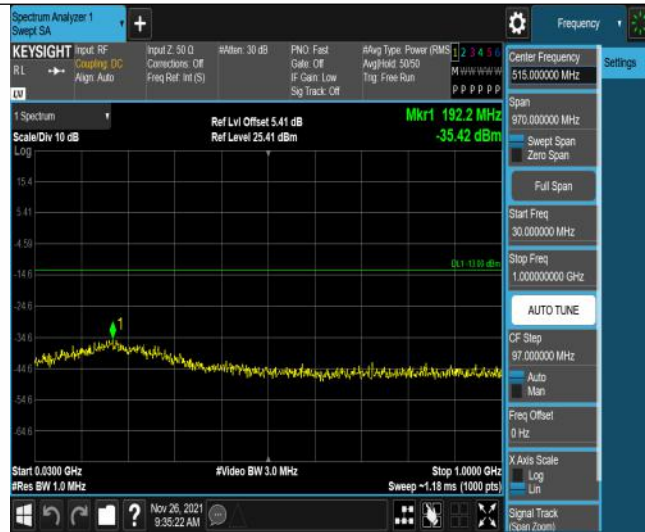 Spectrum Analyzer 1
Swept SA
+
Frequency
KEYSIGHT
RL
Input: RF
Coupling: DC
Align: Auto
Input Z: 50 Ω
Corrections: Off
Freq Ref: Int (S)
#Atten: 30 dB
PNO: Fast
Gate: Off
IF Gain: Low
Sig Track: Off
#Avg Type: Power (RMS
Avg|Hold: 50/50
Trig: Free Run
1 2 3 4 5 6
M W W W W W
P P P P P P
LXI
1 Spectrum
Scale/Div 10 dB
Log
Ref Lvl Offset 5.41 dB
Ref Level 25.41 dBm
Mkr1 192.2 MHz
-35.42 dBm
15.4
5.41
-4.59
-14.6
-24.6
-34.6
-44.6
-54.6
-64.6
DL1 -13.00 dBm
1
Start 0.0300 GHz
#Res BW 1.0 MHz
#Video BW 3.0 MHz
Stop 1.0000 GHz
Sweep ~1.18 ms (1000 pts)
Center Frequency
515.000000 MHz
Settings
Span
970.000000 MHz
Swept Span
Zero Span
Full Span
Start Freq
30.000000 MHz
Stop Freq
1.000000000 GHz
AUTO TUNE
CF Step
97.000000 MHz
Auto
Man
Freq Offset
0 Hz
X Axis Scale
Log
Lin
Signal Track
(Span Zoom)
?
Nov 26, 2021
9:35:22 AM